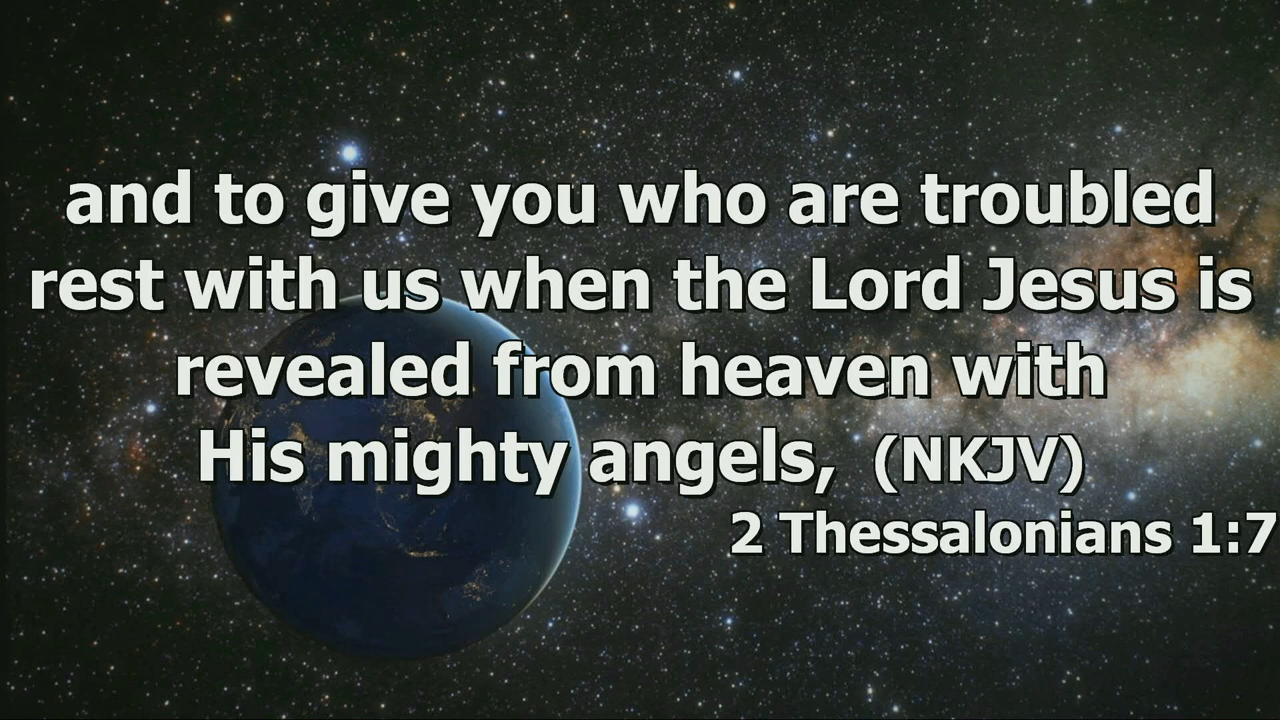 and to give you who are troubled
rest with us when the Lord Jesus is
revealed from heaven with
His mighty angels, (NKJV)
2 Thessalonians 1:7